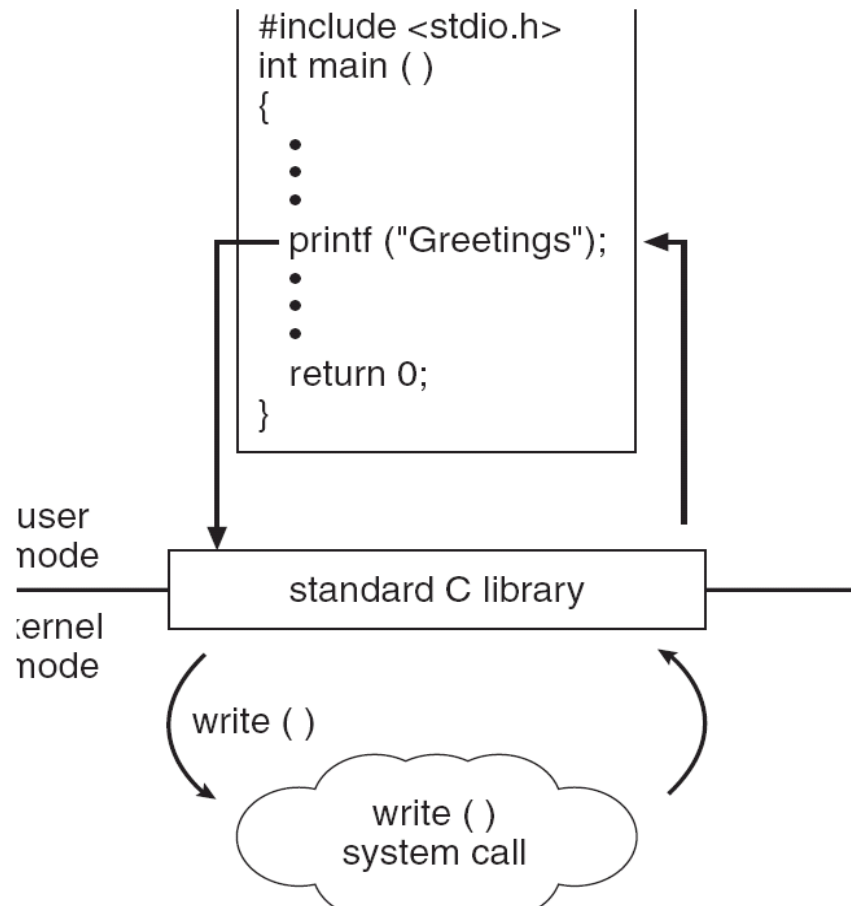 #include <stdio.h>
int main ( )
{
•
•
•
printf ("Greetings");
•
•
•
return 0;
}
user
mode
standard C library
kernel
mode
write ( )
write ( )
system call